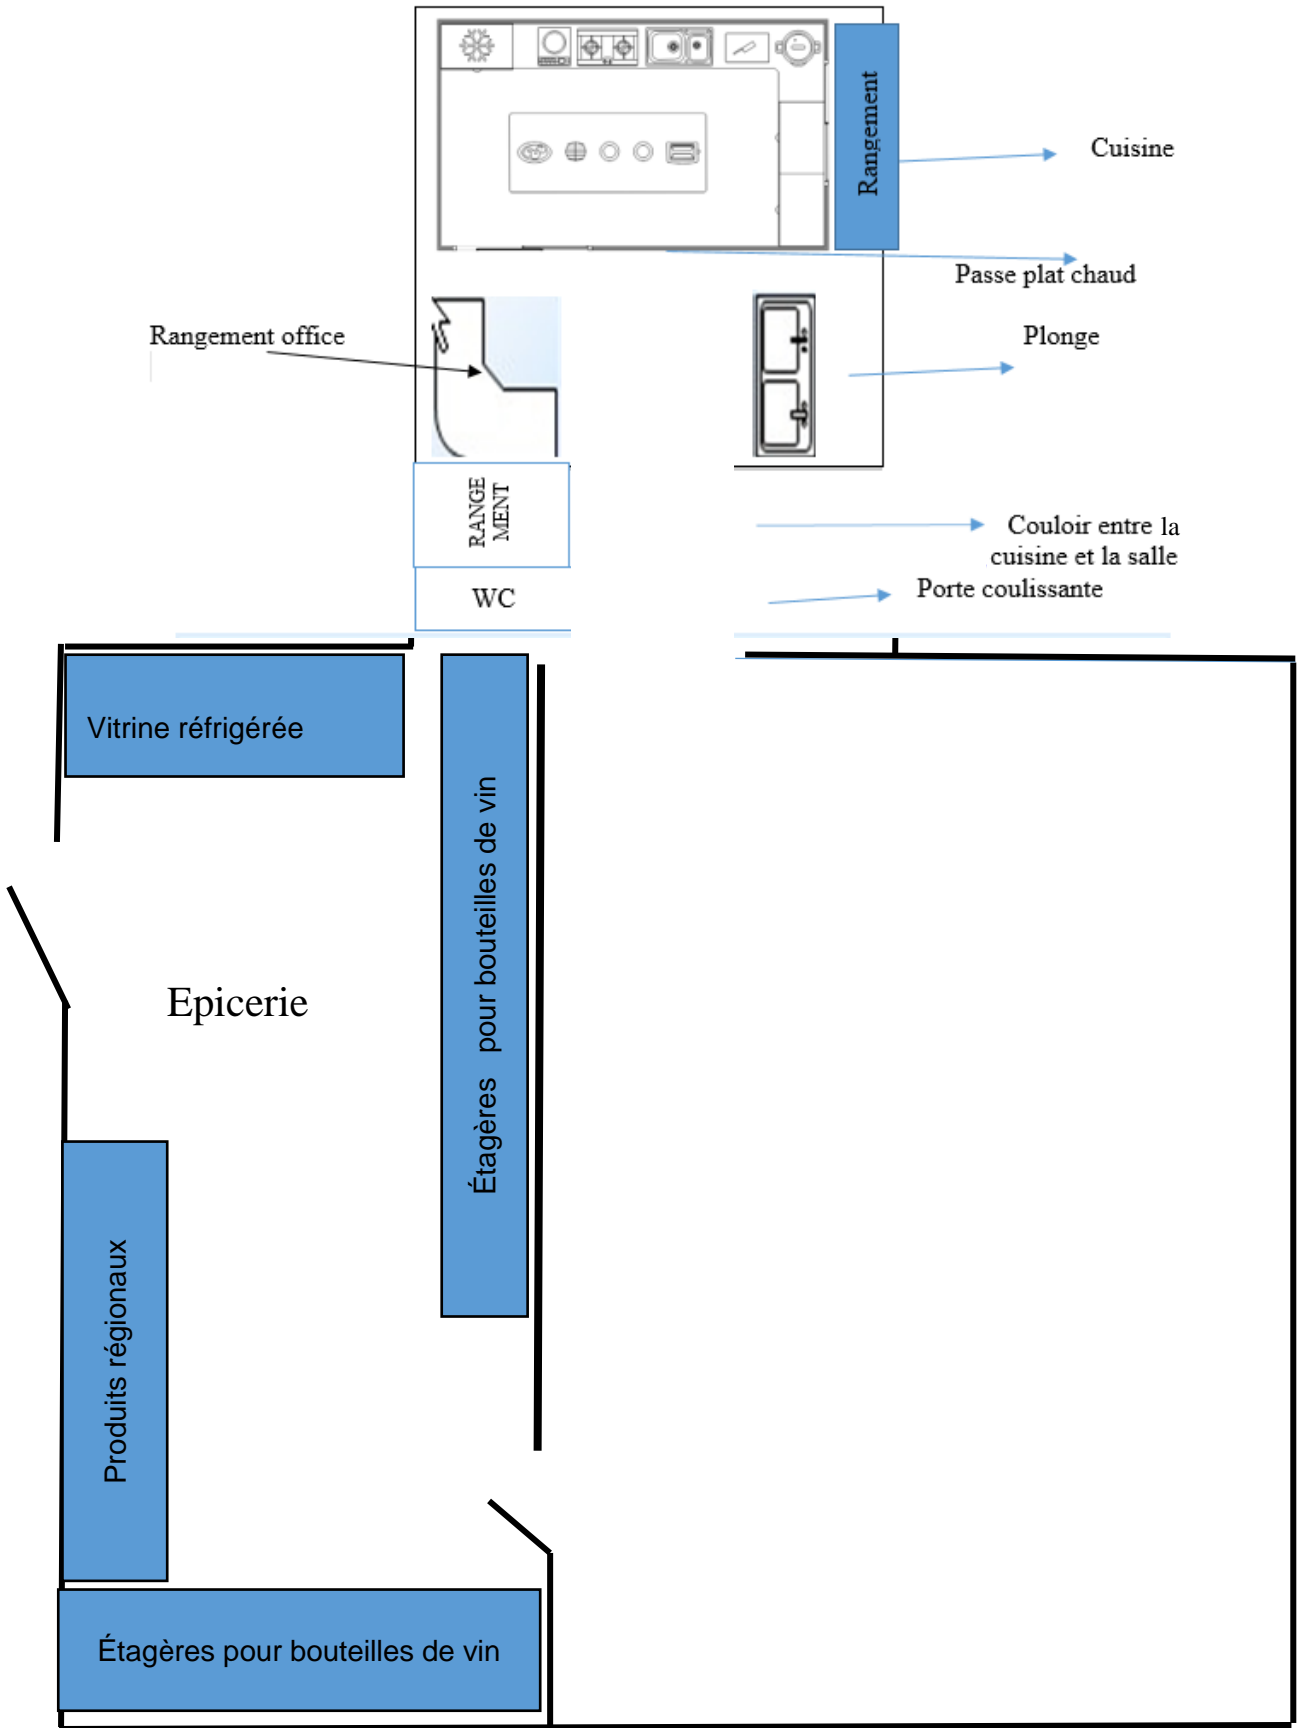 Rangement
Cuisine
Passe plat chaud
Rangement office
Plonge
RANGE
MENT
Couloir entre la
cuisine et la salle
Porte coulissante
WC
Vitrine réfrigérée
Étagères pour bouteilles de vin
Epicerie
Produits régionaux
Étagères pour bouteilles de vin